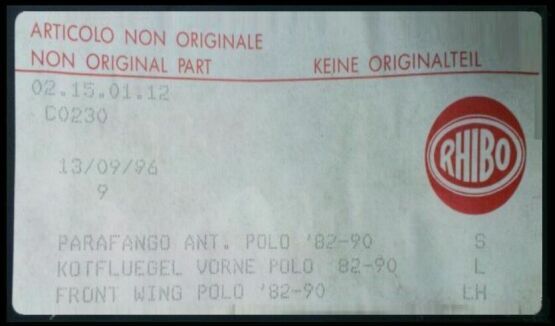 ARTICOLO NON ORIGINALE
NON ORIGINAL PART KEINE ORIGINALTEIL
02.15.01.12
C0230
RHIBO
13/09/96
9
PARAFANGO ANT. POLO '82-90 S
KOTFLUEGEL VORNE POLO 82-90 L
FRONT WING POLO '82-90 LH